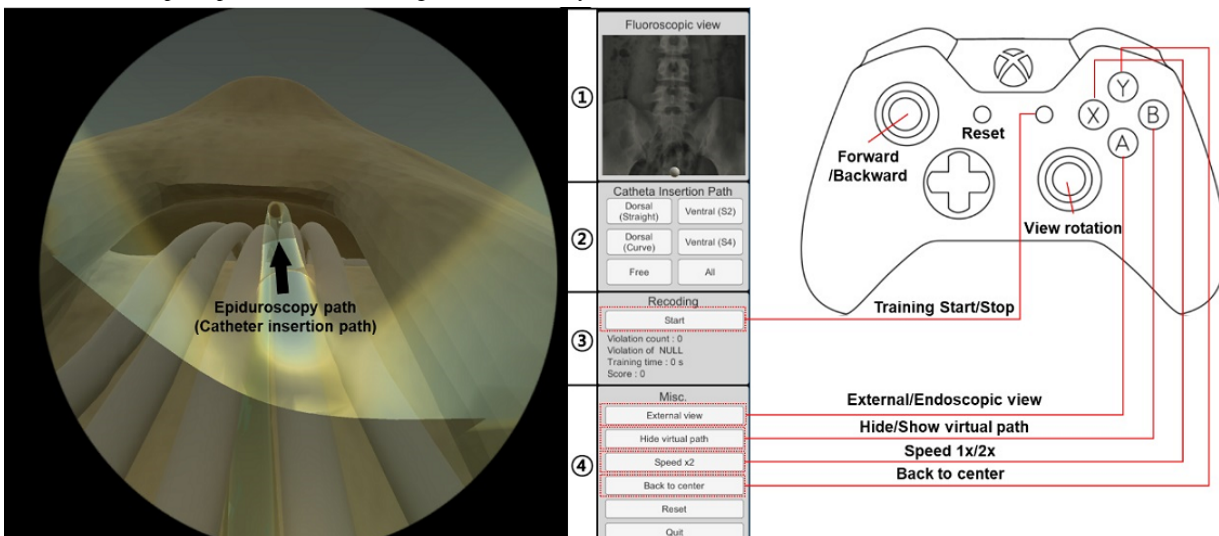 Epiduroscopy path
(Catheter insertion path)
①
Fluoroscopic view
②
Catheta Insertion Path
Dorsal
(Straight)
Ventral (S2)
Dorsal
(Curve)
Ventral (S4)
Free
All
③
Recoding
Start
Violation count : 0
Violation of NULL
Training time : 0 s
Score : 0
④
Misc.
External view
Hide virtual path
Speed x2
Back to center
Reset
Quit
Y
X
B
A
Reset
Forward
/Backward
View rotation
Training Start/Stop
External/Endoscopic view
Hide/Show virtual path
Speed 1x/2x
Back to center